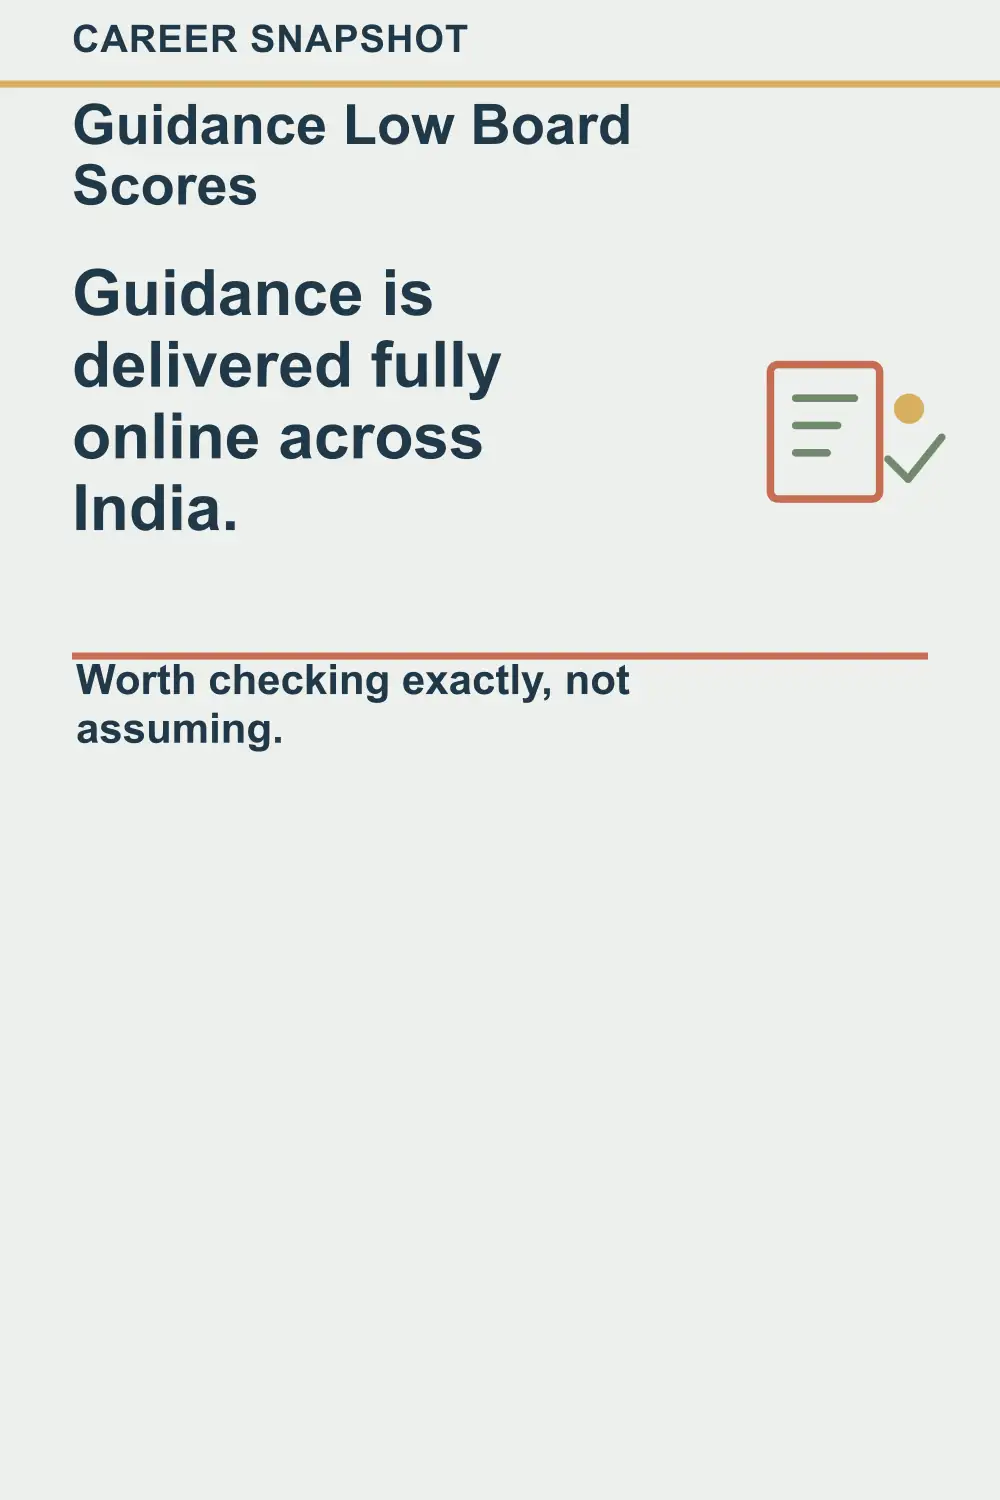 CAREER SNAPSHOT
Guidance Low Board
Scores
Guidance is
delivered fully
online across
India.
Worth checking exactly, not
assuming.